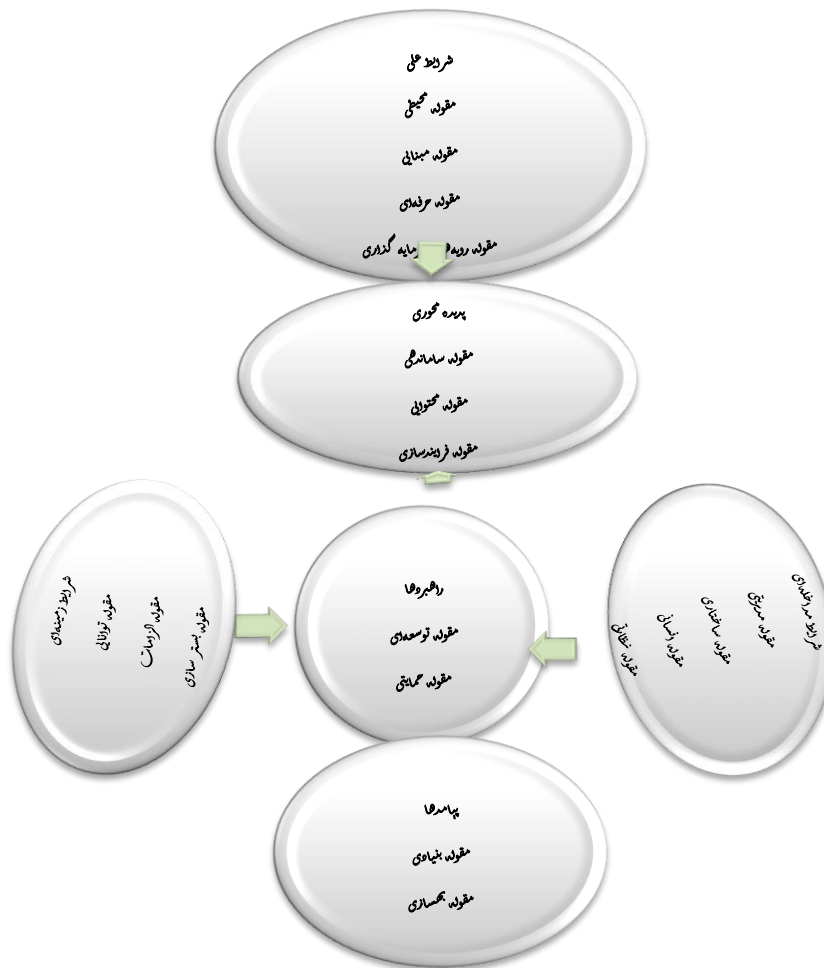 شرایط علی
مقوله محیطی
مقوله مبنایی
مقوله حرفه‌ای
مقوله رویه‌ مایه گذاری
پدیده محوری
مقوله ساماندهی
مقوله محتوایی
مقوله فرایندسازی
شرایط زمینه‌ای
مقوله توانایی
مقوله الزامات
مقوله بستر سازی
راهبردها
مقوله توسعه‌ای
مقوله حمایتی
شرایط مداخله‌ای
مقوله مدیریتی
مقوله ساختاری
مقوله انسانی
مقوله نظارتی
پیامدها
مقوله بنیادی
مقوله بهسازی